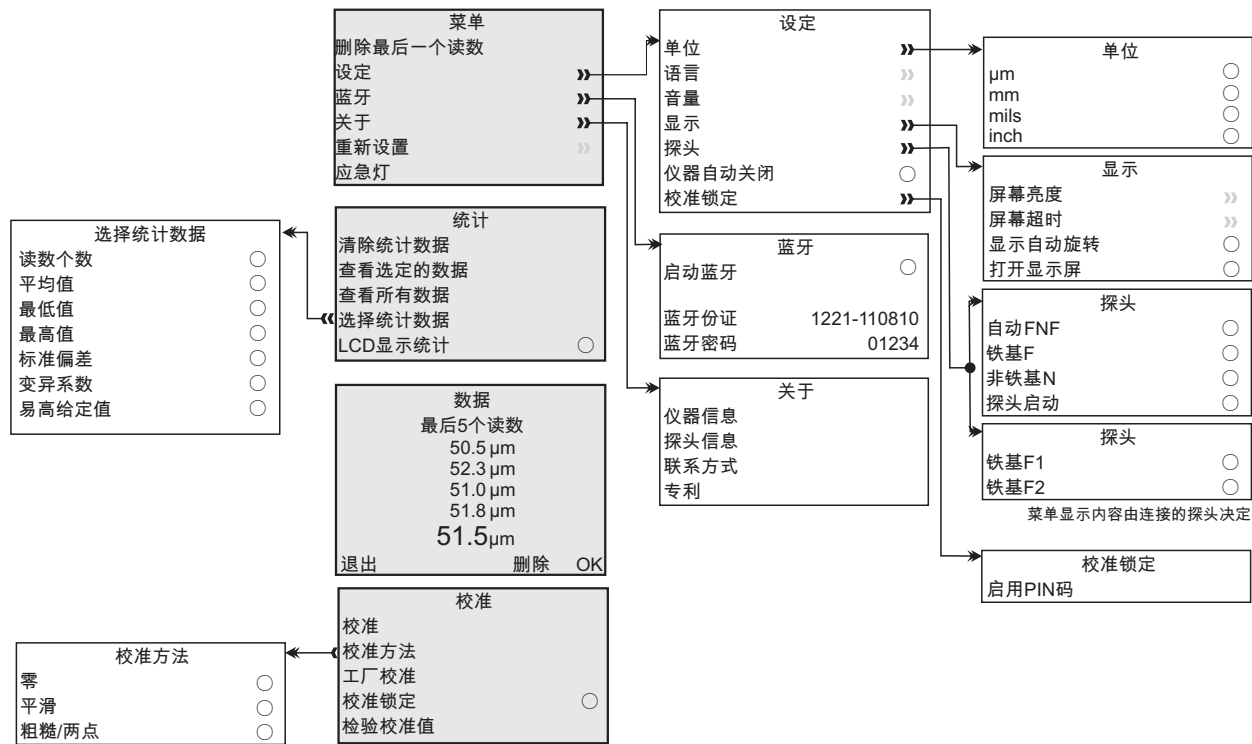 菜单
删除最后一个读数
设定
蓝牙
关于
重新设置
应急灯
设定
单位
语言
音量
显示
探头
仪器自动关闭
校准锁定
单位
μm
mm
mils
inch
显示
屏幕亮度
屏幕超时
显示自动旋转
打开显示屏
选择统计数据
读数个数
平均值
最低值
最高值
标准偏差
变异系数
易高给定值
统计
清除统计数据
查看选定的数据
查看所有数据
选择统计数据
LCD显示统计
蓝牙
启动蓝牙
蓝牙份证 1221-110810
蓝牙密码 01234
探头
自动FNF
铁基F
非铁基N
探头启动
数据
最后5个读数
50.5 μm
52.3 μm
51.0 μm
51.8 μm
51.5μm
退出 删除 OK
关于
仪器信息
探头信息
联系方式
专利
探头
铁基F1
铁基F2
菜单显示内容由连接的探头决定
校准锁定
启用PIN码
校准
校准
校准方法
工厂校准
校准锁定
检验校准值
校准方法
零
平滑
粗糙/两点